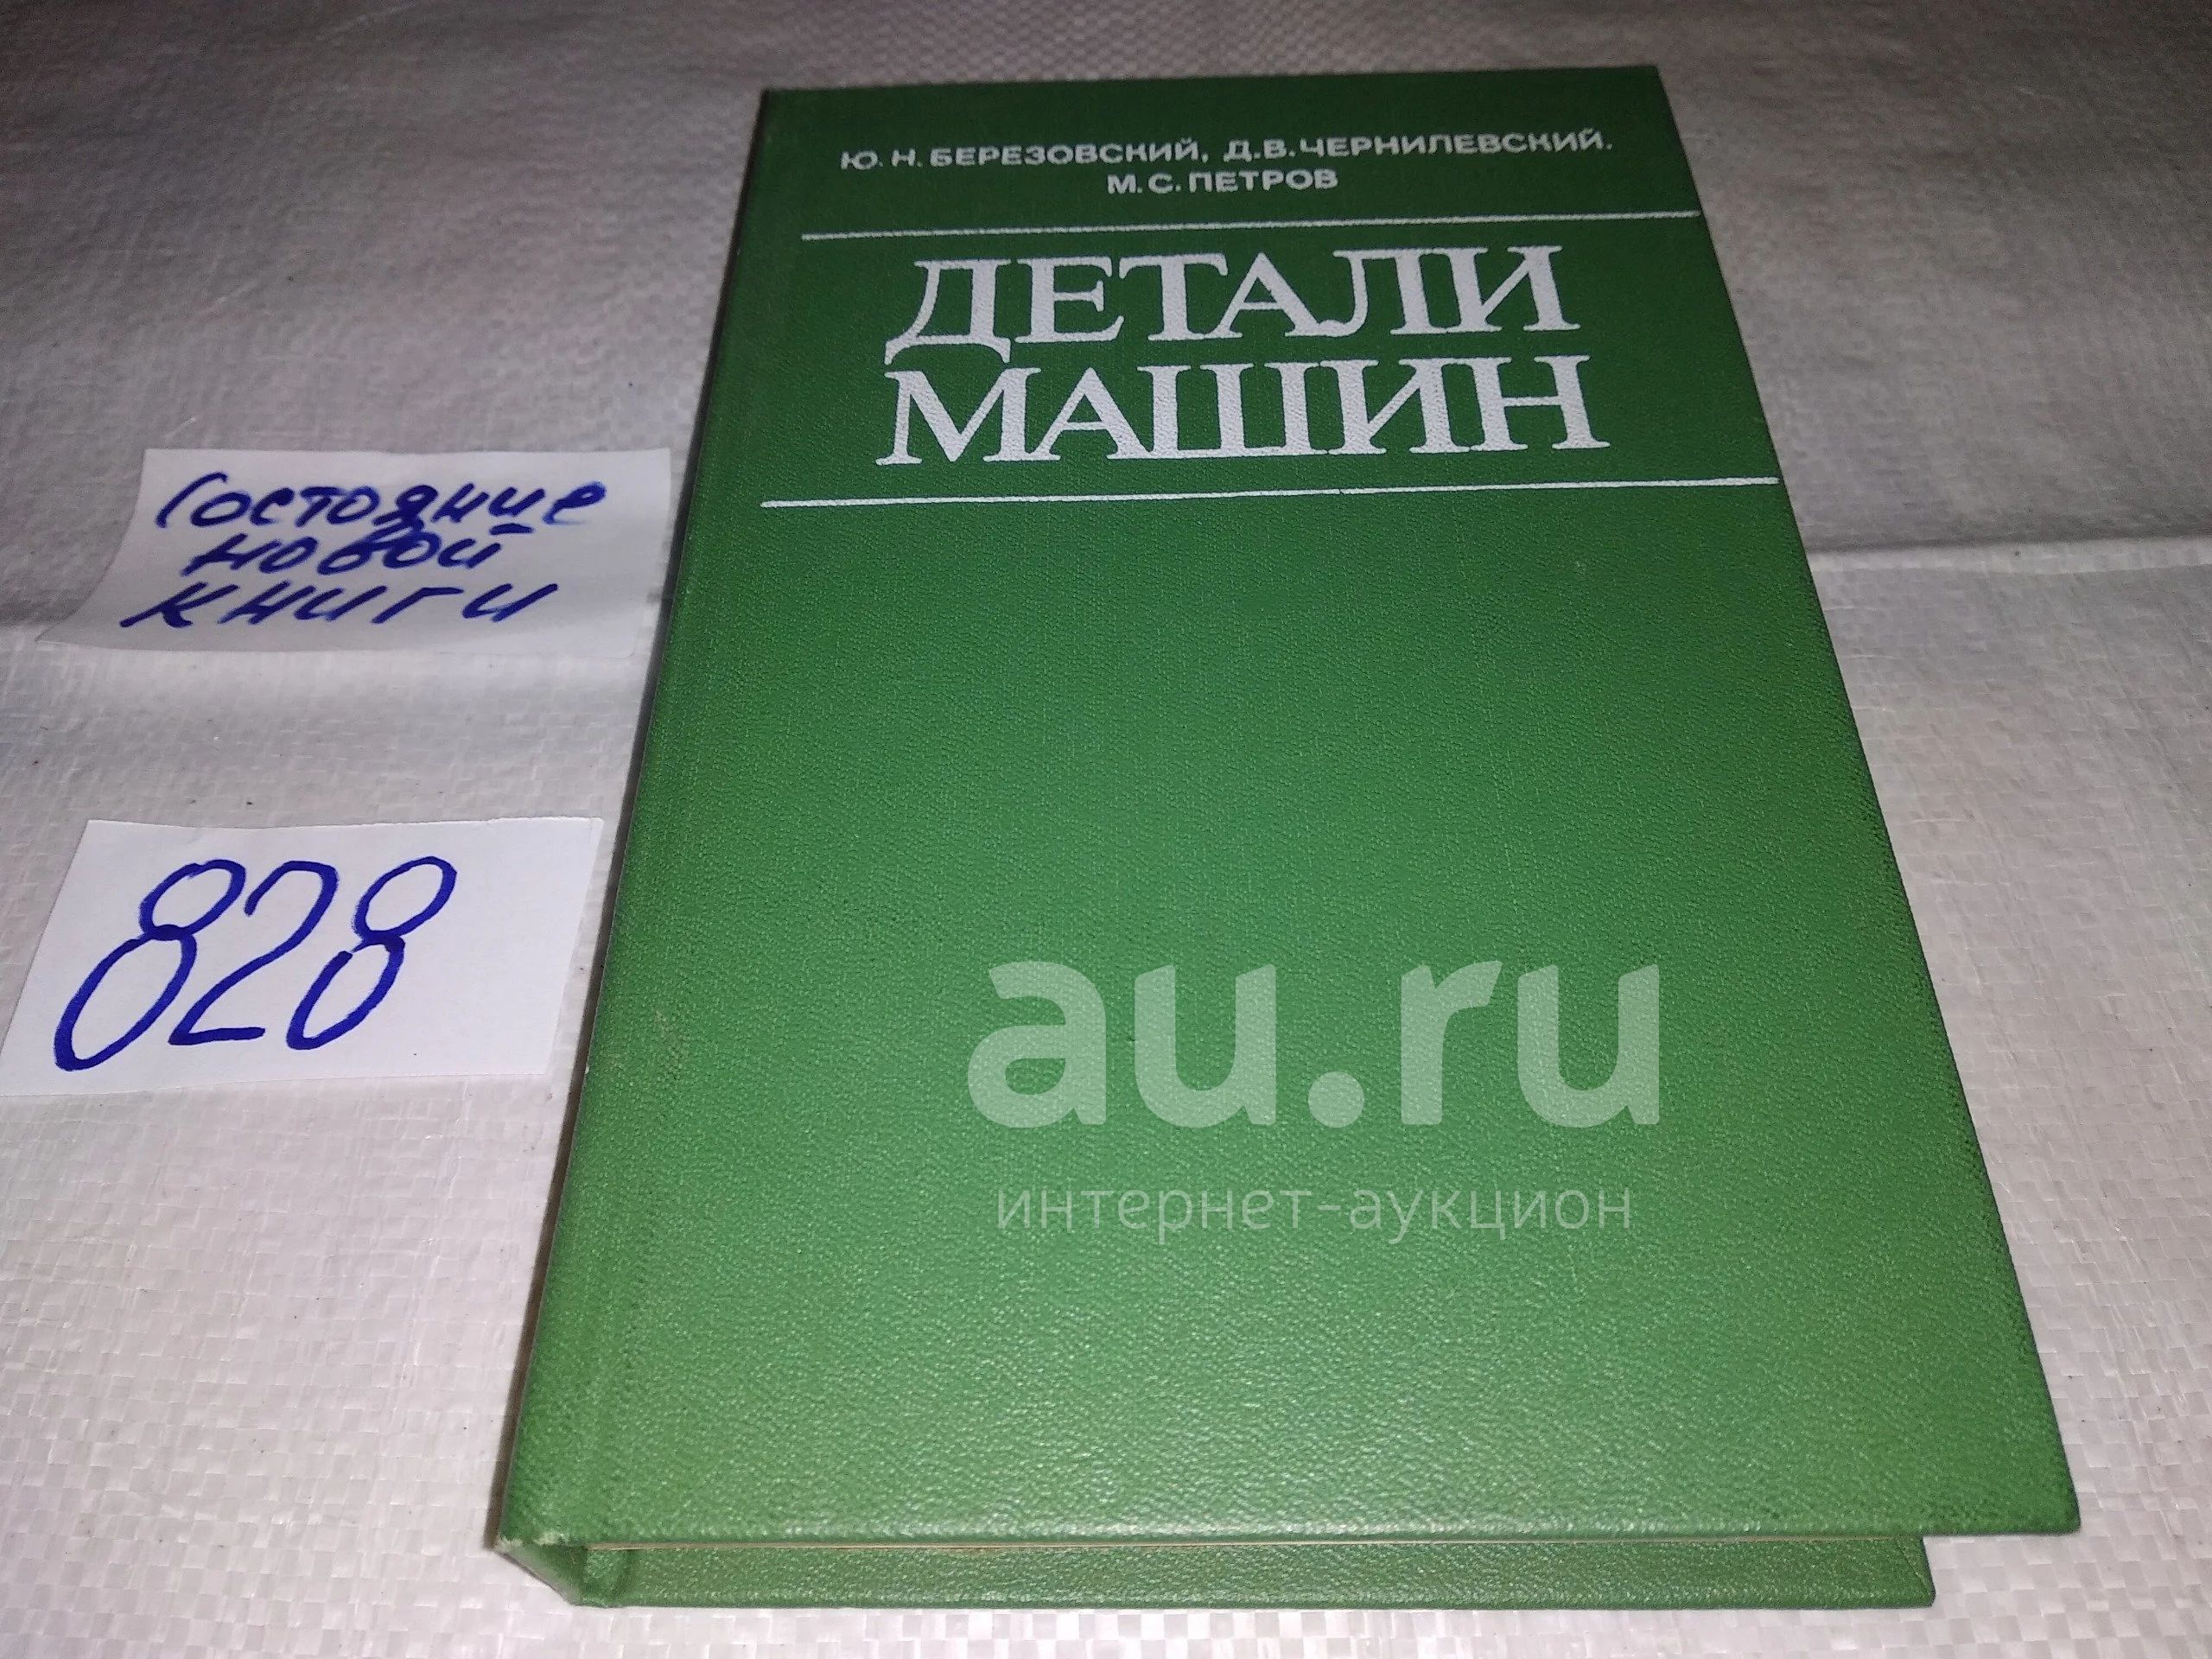 Ю. Н. БЕРЕЗОВСКИЙ, Д.В.ЧЕРНИЛЕВСКИЙ,
М. С. ПЕТРОВ
ДЕТАЛИ
МАШИН
Состояние
новой
книги
828
au.ru
интернет-аукцион